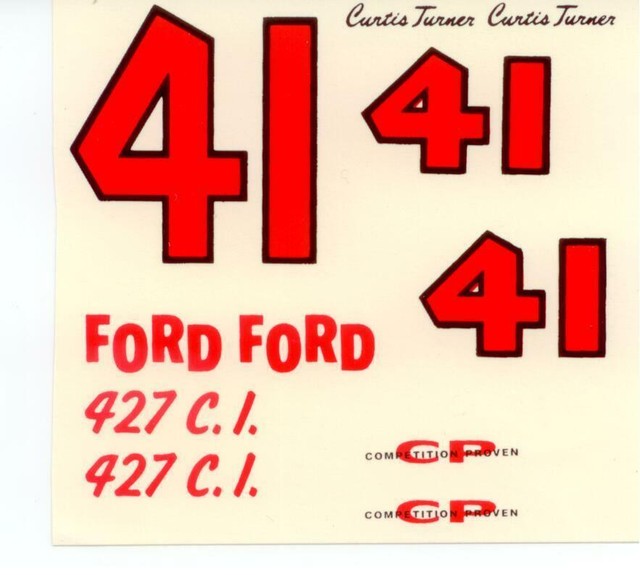 Curtis Turner Curtis Turner
41 41
41
FORD FORD
427 C.I.
427 C.I.
CP
COMPETITION PROVEN
CP
COMPETITION PROVEN